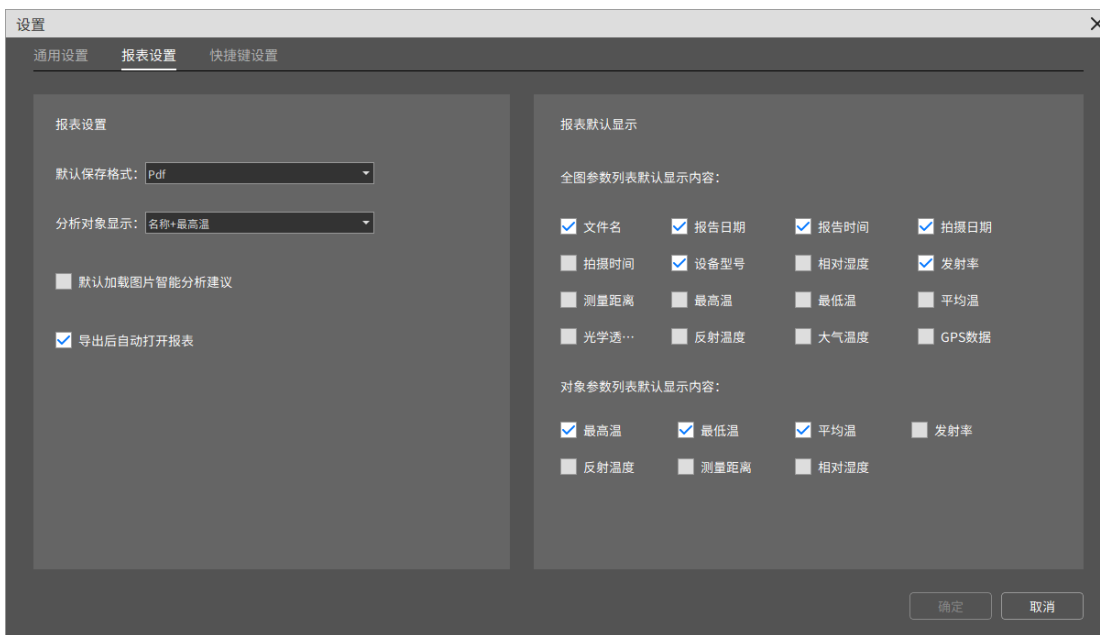 设置
通用设置 报表设置 快捷键设置
报表设置
默认保存格式： Pdf
分析对象显示： 名称+最高温
默认加载图片智能分析建议
导出后自动打开报表
报表默认显示
全图参数列表默认显示内容：
文件名 报告日期 报告时间 拍摄日期
拍摄时间 设备型号 相对湿度 发射率
测量距离 最高温 最低温 平均温
光学透… 反射温度 大气温度 GPS数据
对象参数列表默认显示内容：
最高温 最低温 平均温 发射率
反射温度 测量距离 相对湿度
确定 取消